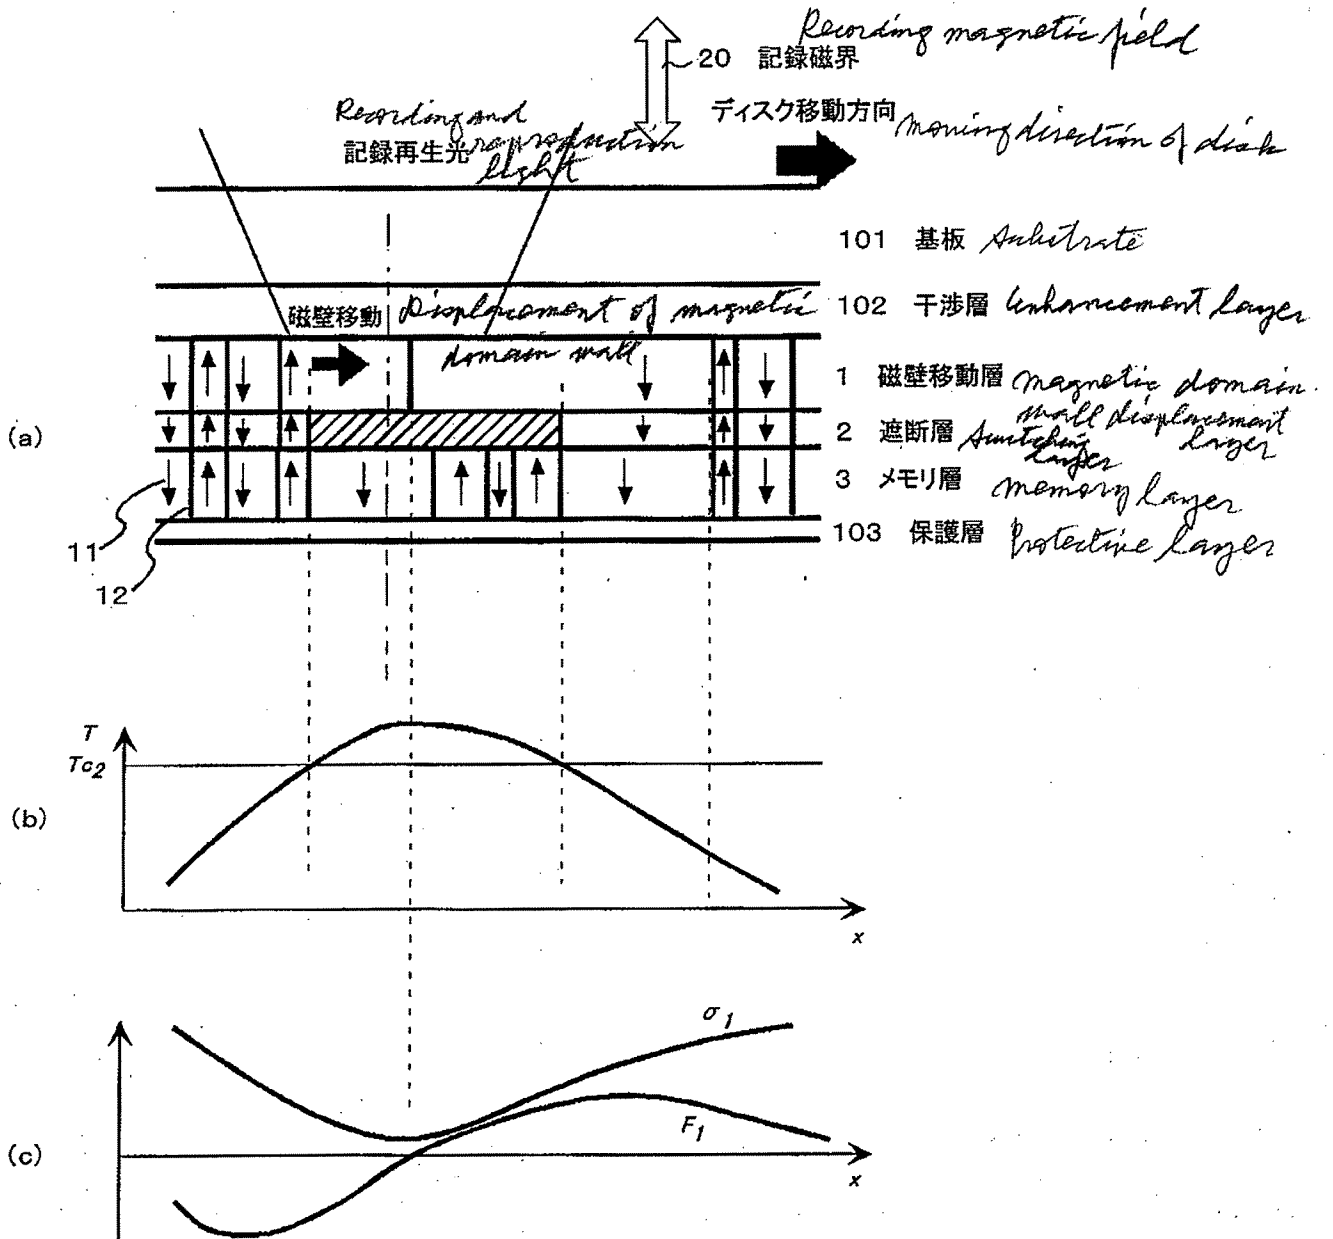 Recording magnetic field
20 記録磁界
Recording and
ディスク移動方向 moving direction of disk
記録再生光 reproduction
light
101 基板 Substrate
磁壁移動 Displacement of magnetic
domain wall
102 干渉層 Enhancement layer
1 磁壁移動層 magnetic domain
wall displacement
layer
(a)
2 遮断層 Switching
layer
3 メモリ層 memory layer
103 保護層 Protective layer
11
12
T
Tc2
(b)
x
σ1
F1
(c)
x